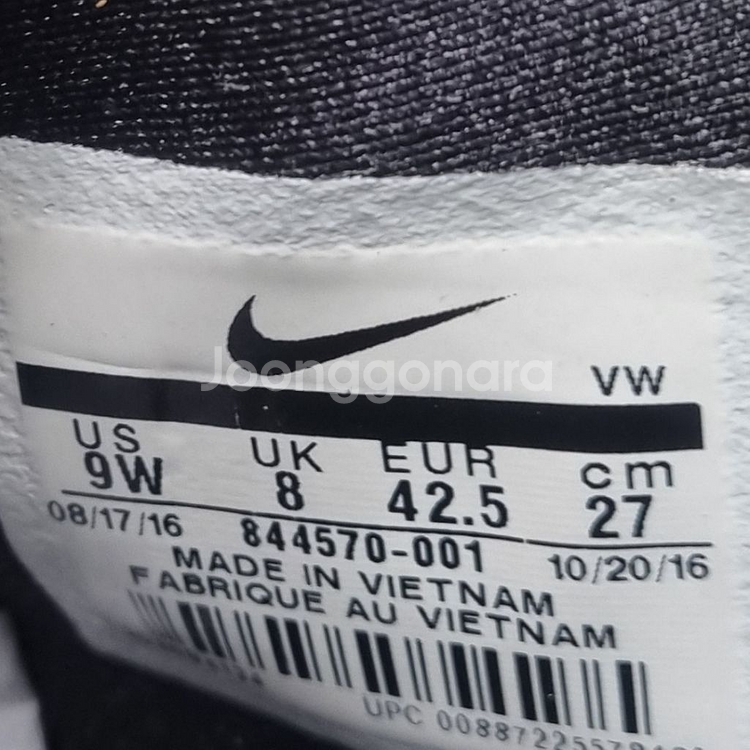 Joonggonara
VW
US UK EUR cm
9W 8 42.5 27
08/17/16 844570-001 10/20/16
MADE IN VIETNAM
FABRIQUE AU VIETNAM
UPC